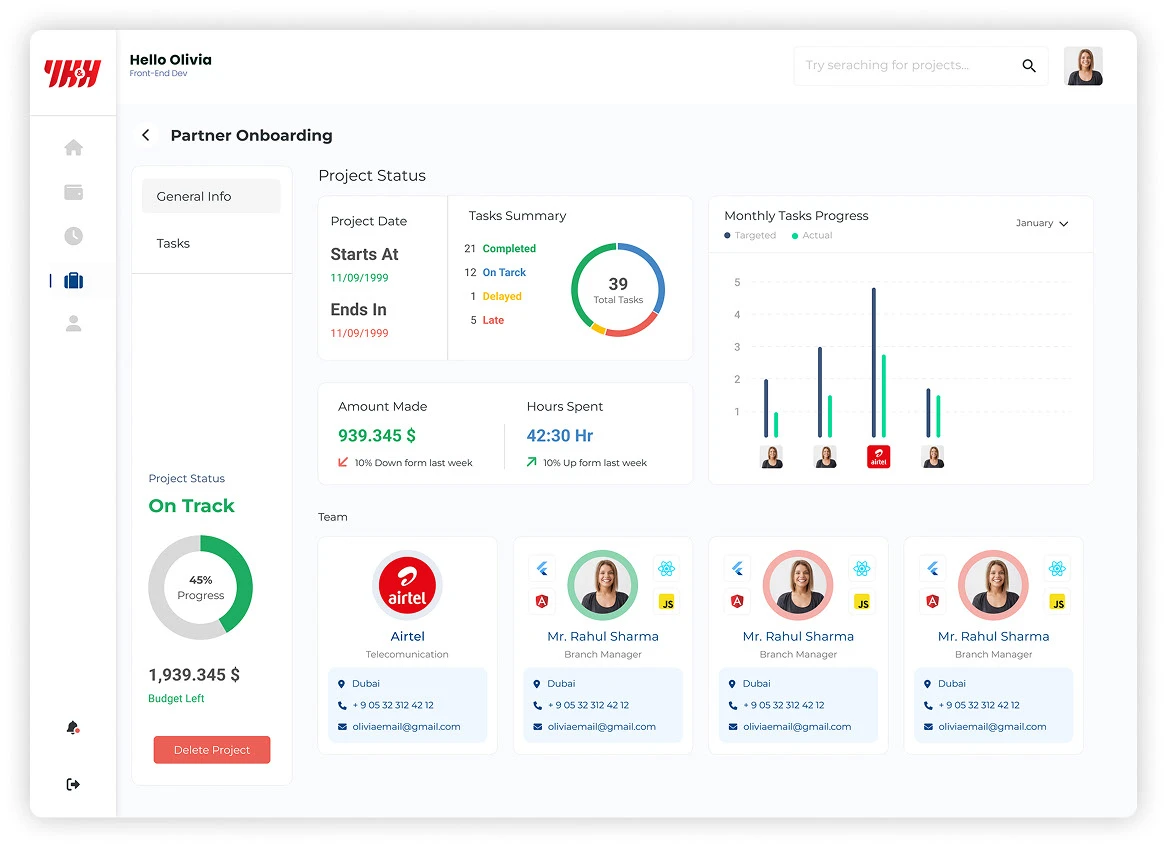 YK&H
Hello Olivia
Front-End Dev
Try seraching for projects...
Partner Onboarding
General Info
Tasks
Project Status
On Track
45%
Progress
1,939.345 $
Budget Left
Delete Project
Project Status
Project Date
Starts At
11/09/1999
Ends In
11/09/1999
Tasks Summary
21 Completed
12 On Tarck
1 Delayed
5 Late
39
Total Tasks
Monthly Tasks Progress
Targeted
Actual
January
5
4
3
2
1
airtel
Amount Made
939.345 $
10% Down form last week
Hours Spent
42:30 Hr
10% Up form last week
Team
airtel
Airtel
Telecomunication
Dubai
+ 9 05 32 312 42 12
oliviaemail@gmail.com
JS
Mr. Rahul Sharma
Branch Manager
Dubai
+ 9 05 32 312 42 12
oliviaemail@gmail.com
JS
Mr. Rahul Sharma
Branch Manager
Dubai
+ 9 05 32 312 42 12
oliviaemail@gmail.com
JS
Mr. Rahul Sharma
Branch Manager
Dubai
+ 9 05 32 312 42 12
oliviaemail@gmail.com